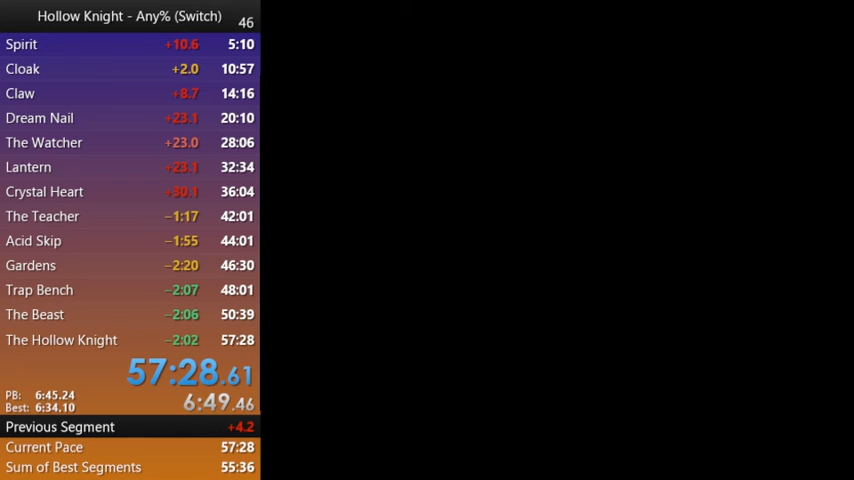 Hollow Knight - Any% (Switch) 46
Spirit +10.6 5:10
Cloak +2.0 10:57
Claw +8.7 14:16
Dream Nail +23.1 20:10
The Watcher +23.0 28:06
Lantern +23.1 32:34
Crystal Heart +30.1 36:04
The Teacher −1:17 42:01
Acid Skip −1:55 44:01
Gardens −2:20 46:30
Trap Bench −2:07 48:01
The Beast −2:06 50:39
The Hollow Knight −2:02 57:28
57:28.61
PB: 6:45.24
Best: 6:34.10
6:49.46
Previous Segment +4.2
Current Pace 57:28
Sum of Best Segments 55:36